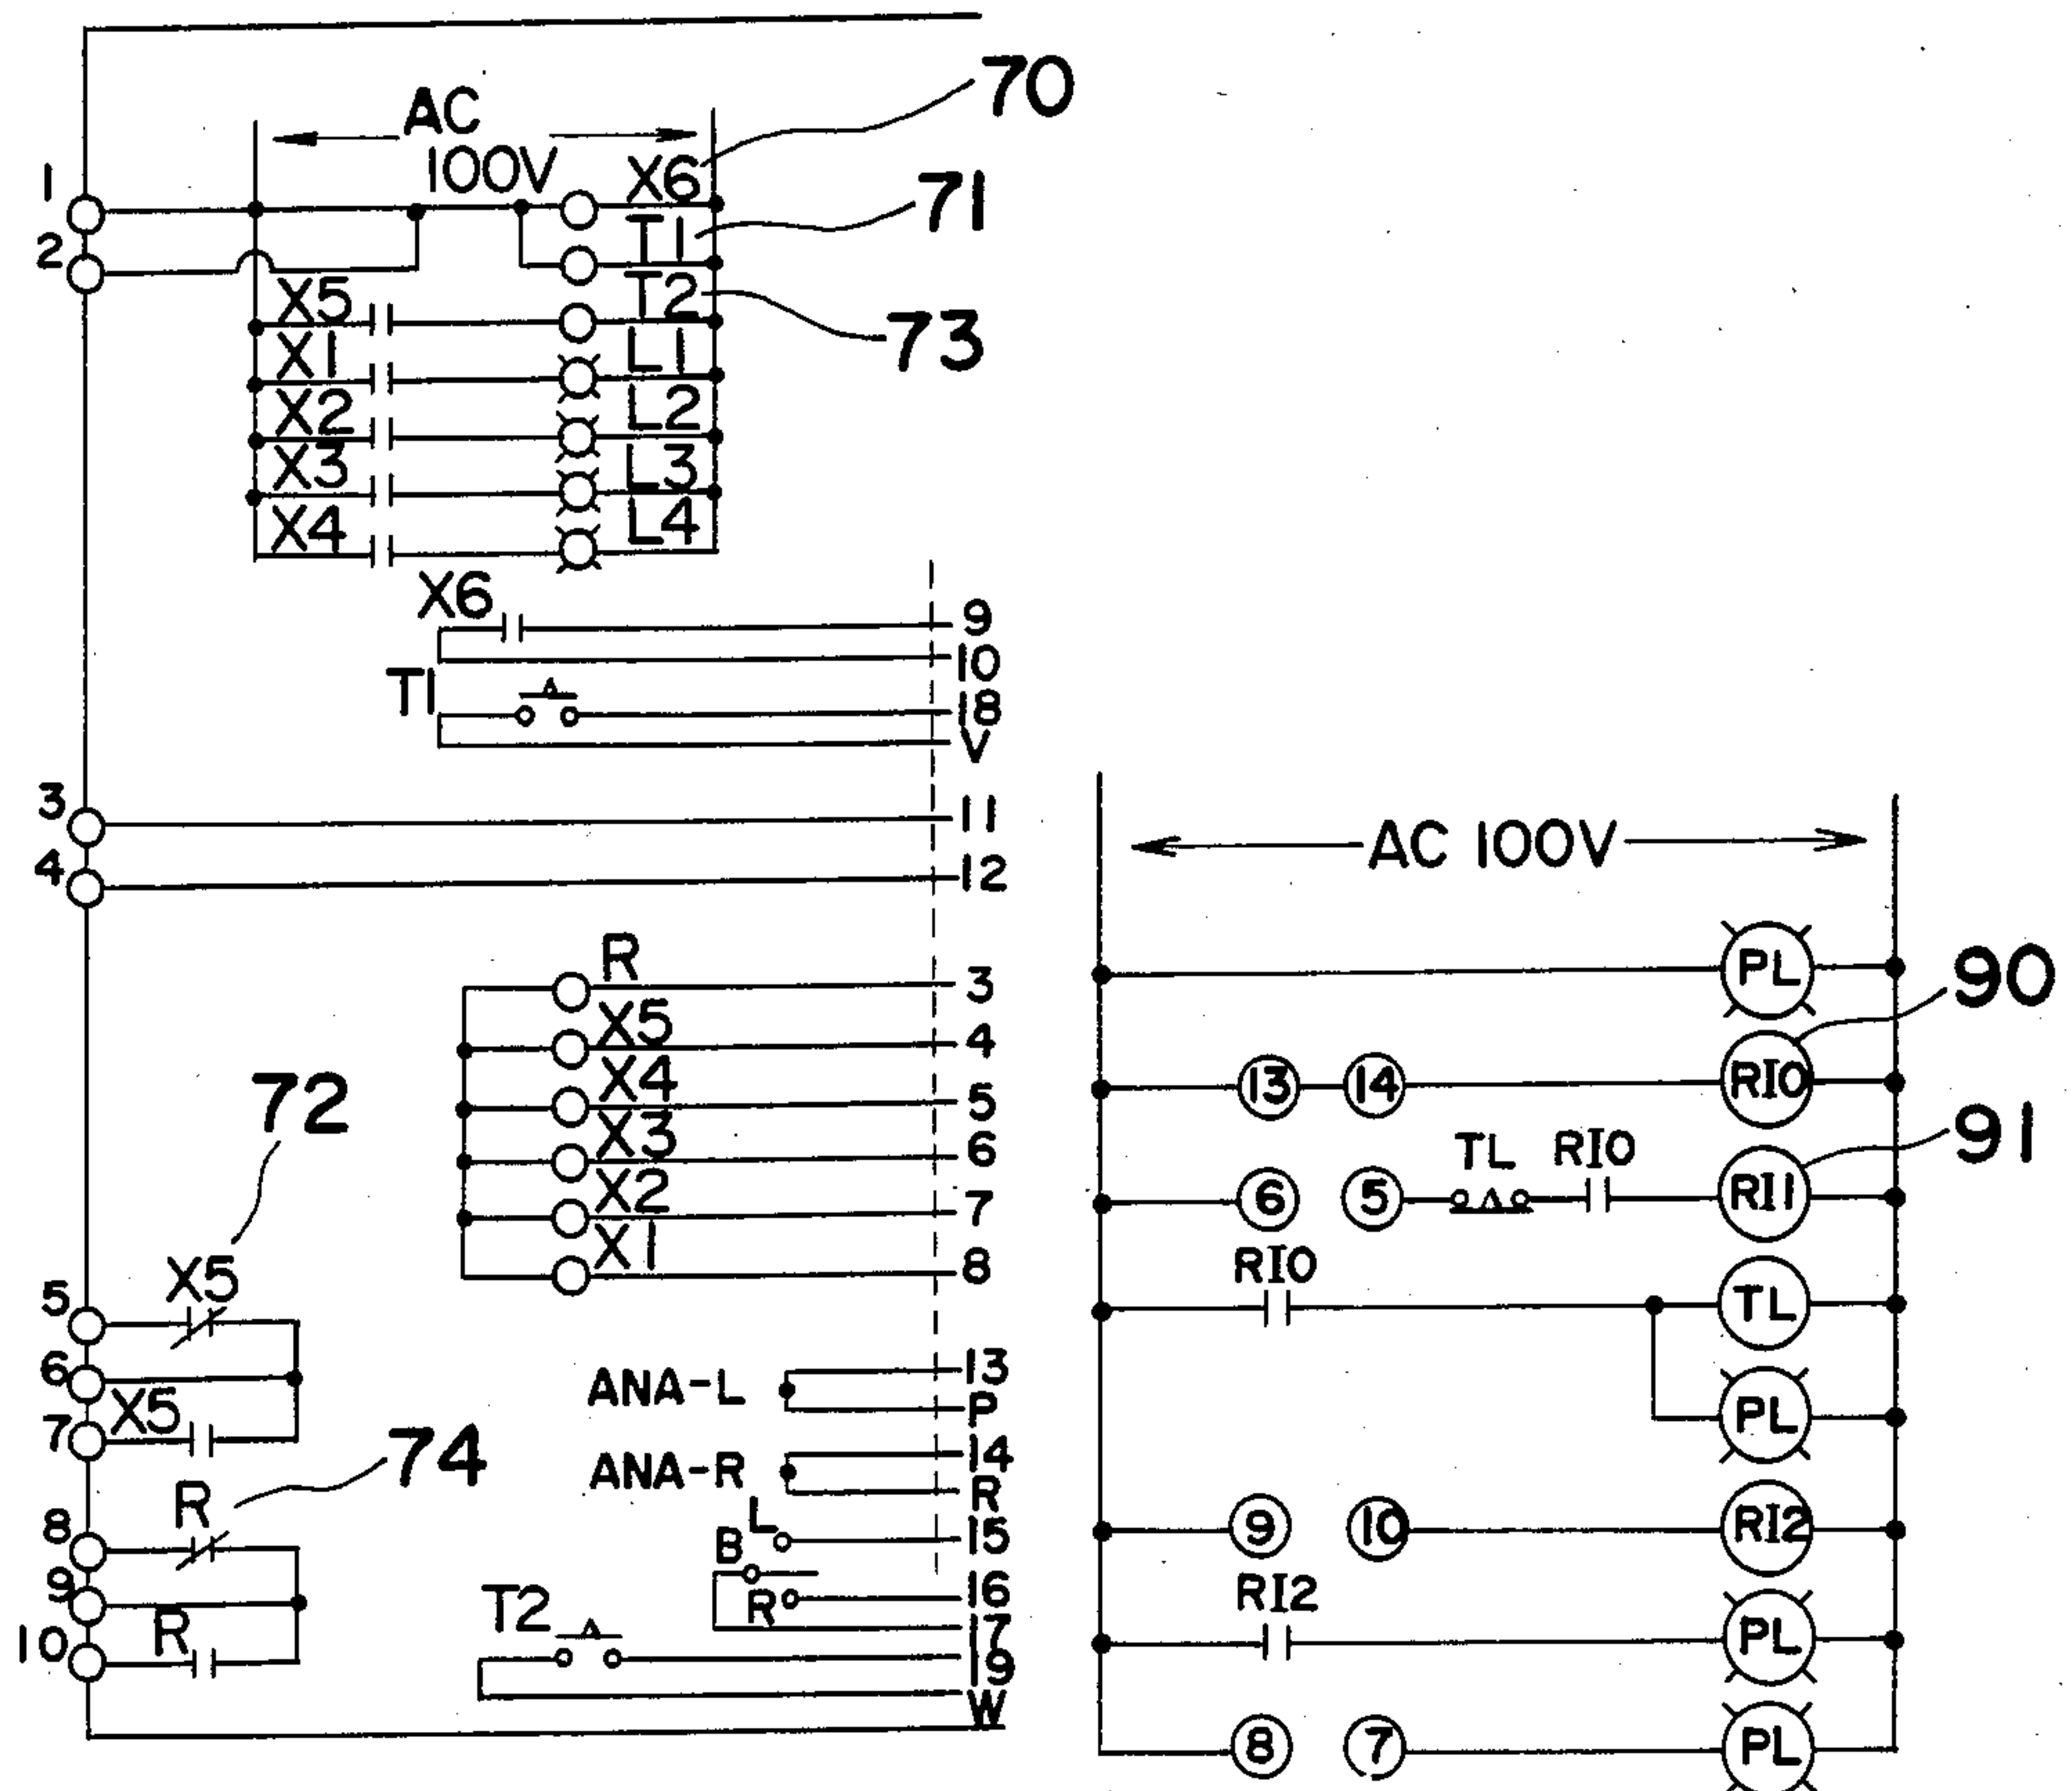 70
AC
100V
1
X6
71
T1
2
T2
X5
73
L1
X1
L2
X2
L3
X3
L4
X4
X6
9
10
T1
18
V
3
11
4
12
R
3
X5
4
X4
5
X3
6
X2
7
X1
8
72
X5
5
6
X5
7
ANA-L
13
P
74
ANA-R
14
R
R
8
L
15
B
9
R
16
T2
17
R
10
19
W
AC 100V
PL
90
13 14 RI0
91
TL RI0
6 5 RI1
RI0
TL
PL
9 10 RI2
RI2
PL
8 7 PL